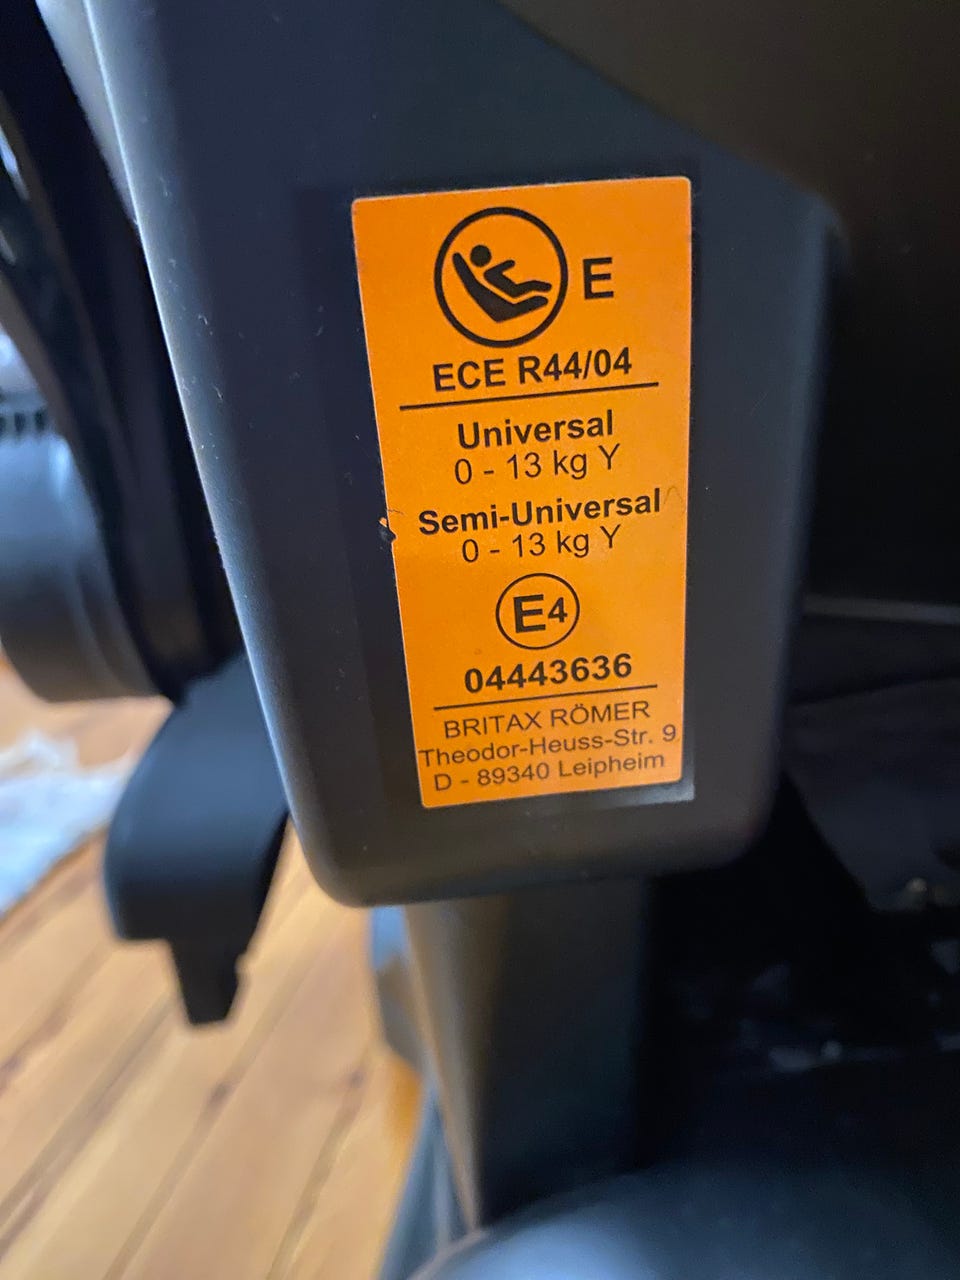 E
ECE R44/04
Universal
0 - 13 kg Y
Semi-Universal
0 - 13 kg Y
E4
04443636
BRITAX RÖMER
Theodor-Heuss-Str. 9
D - 89340 Leipheim